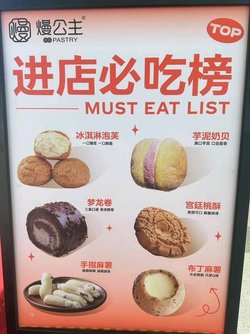 熳公主
PASTRY
TOP
进店必吃榜
MUST EAT LIST
冰淇淋泡芙
芋泥奶贝
梦龙卷
宫廷桃酥
手指麻薯
布丁麻薯